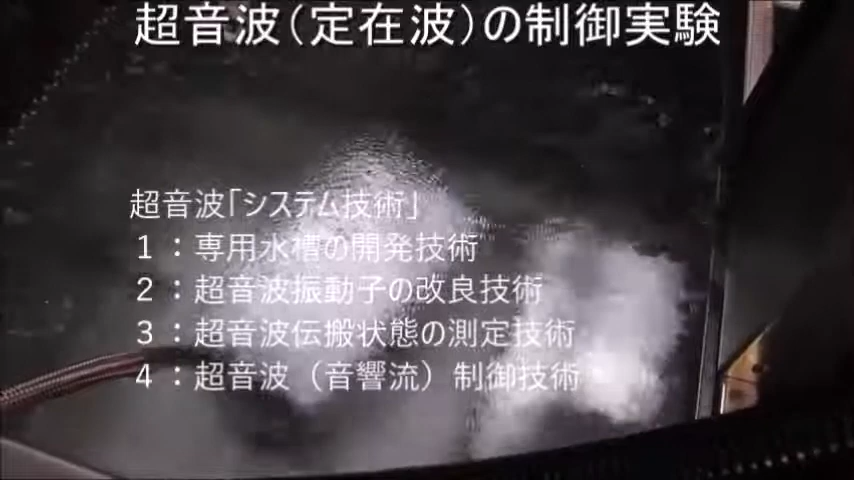 超音波（定在波）の制御実験
超音波「システム技術」
１：専用水槽の開発技術
２：超音波振動子の改良技術
３：超音波伝搬状態の測定技術
４：超音波（音響流）制御技術